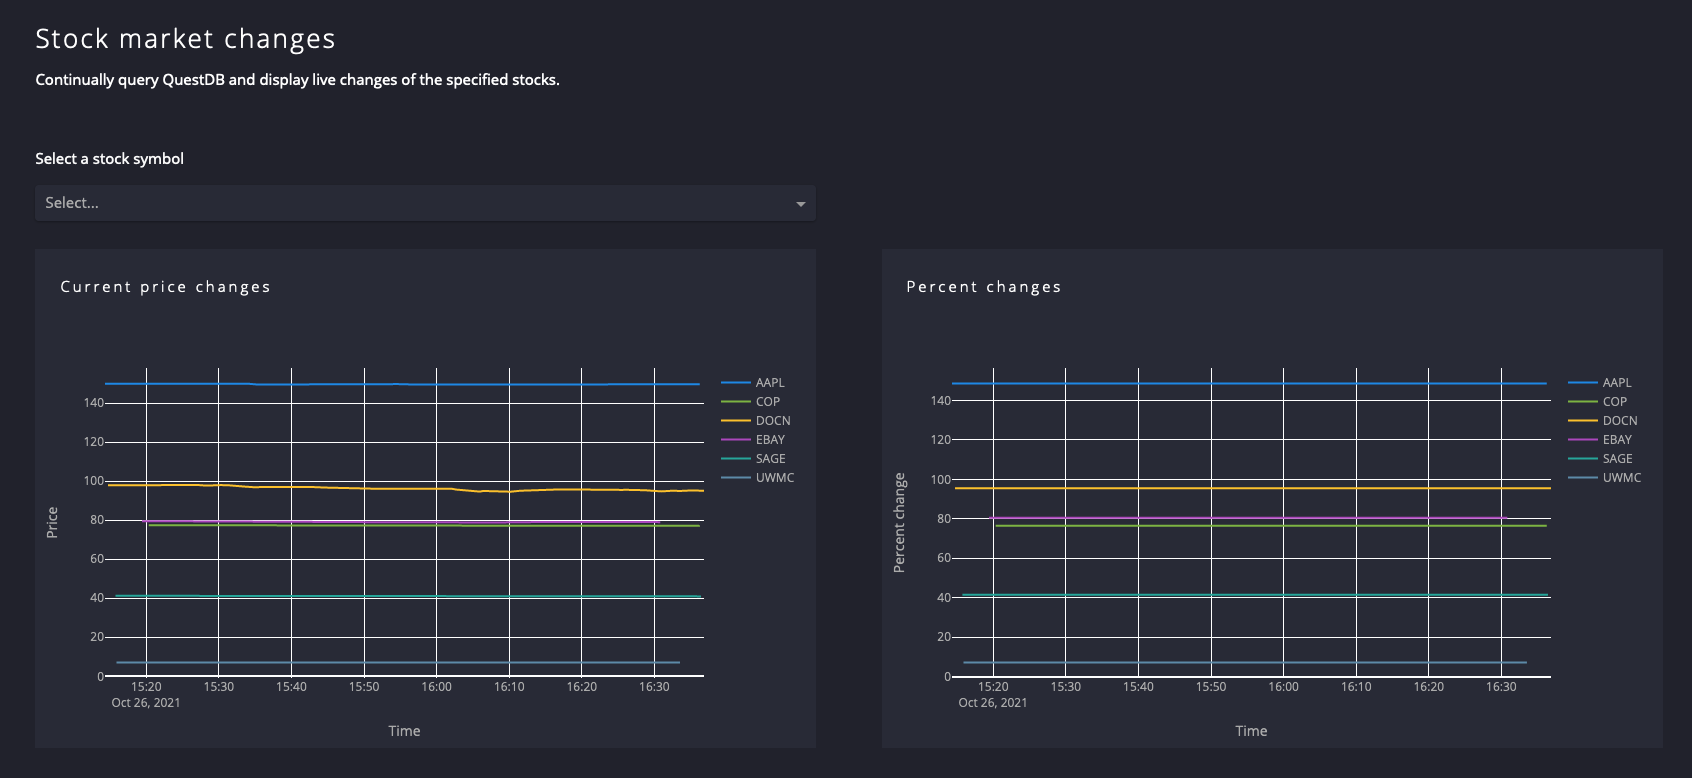 Stock market changes
Continually query QuestDB and display live changes of the specified stocks.
Select a stock symbol
Select...
Current price changes
140
120
100
80
60
40
20
0
Price
15:20 15:30 15:40 15:50 16:00 16:10 16:20 16:30
Oct 26, 2021
Time
AAPL
COP
DOCN
EBAY
SAGE
UWMC
Percent changes
140
120
100
80
60
40
20
0
Percent change
15:20 15:30 15:40 15:50 16:00 16:10 16:20 16:30
Oct 26, 2021
Time
AAPL
COP
DOCN
EBAY
SAGE
UWMC